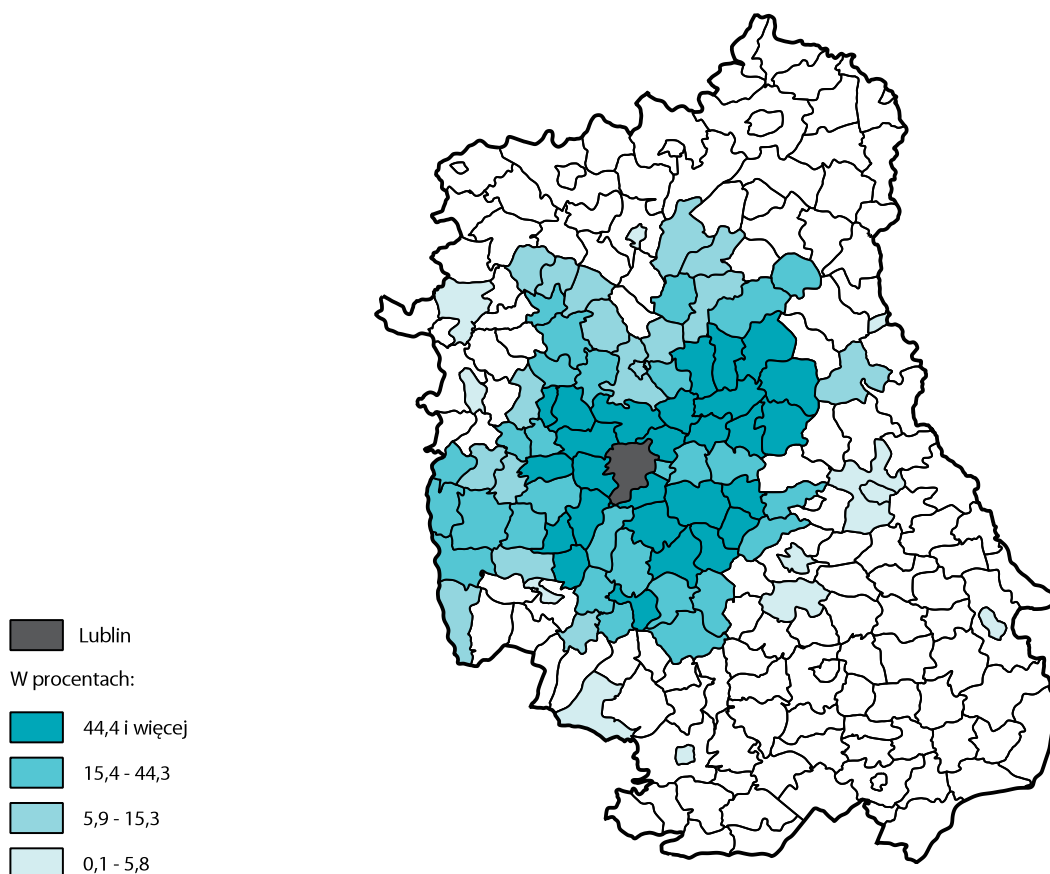 Lublin
W procentach:
44,4 i więcej
15,4 - 44,3
5,9 - 15,3
0,1 - 5,8